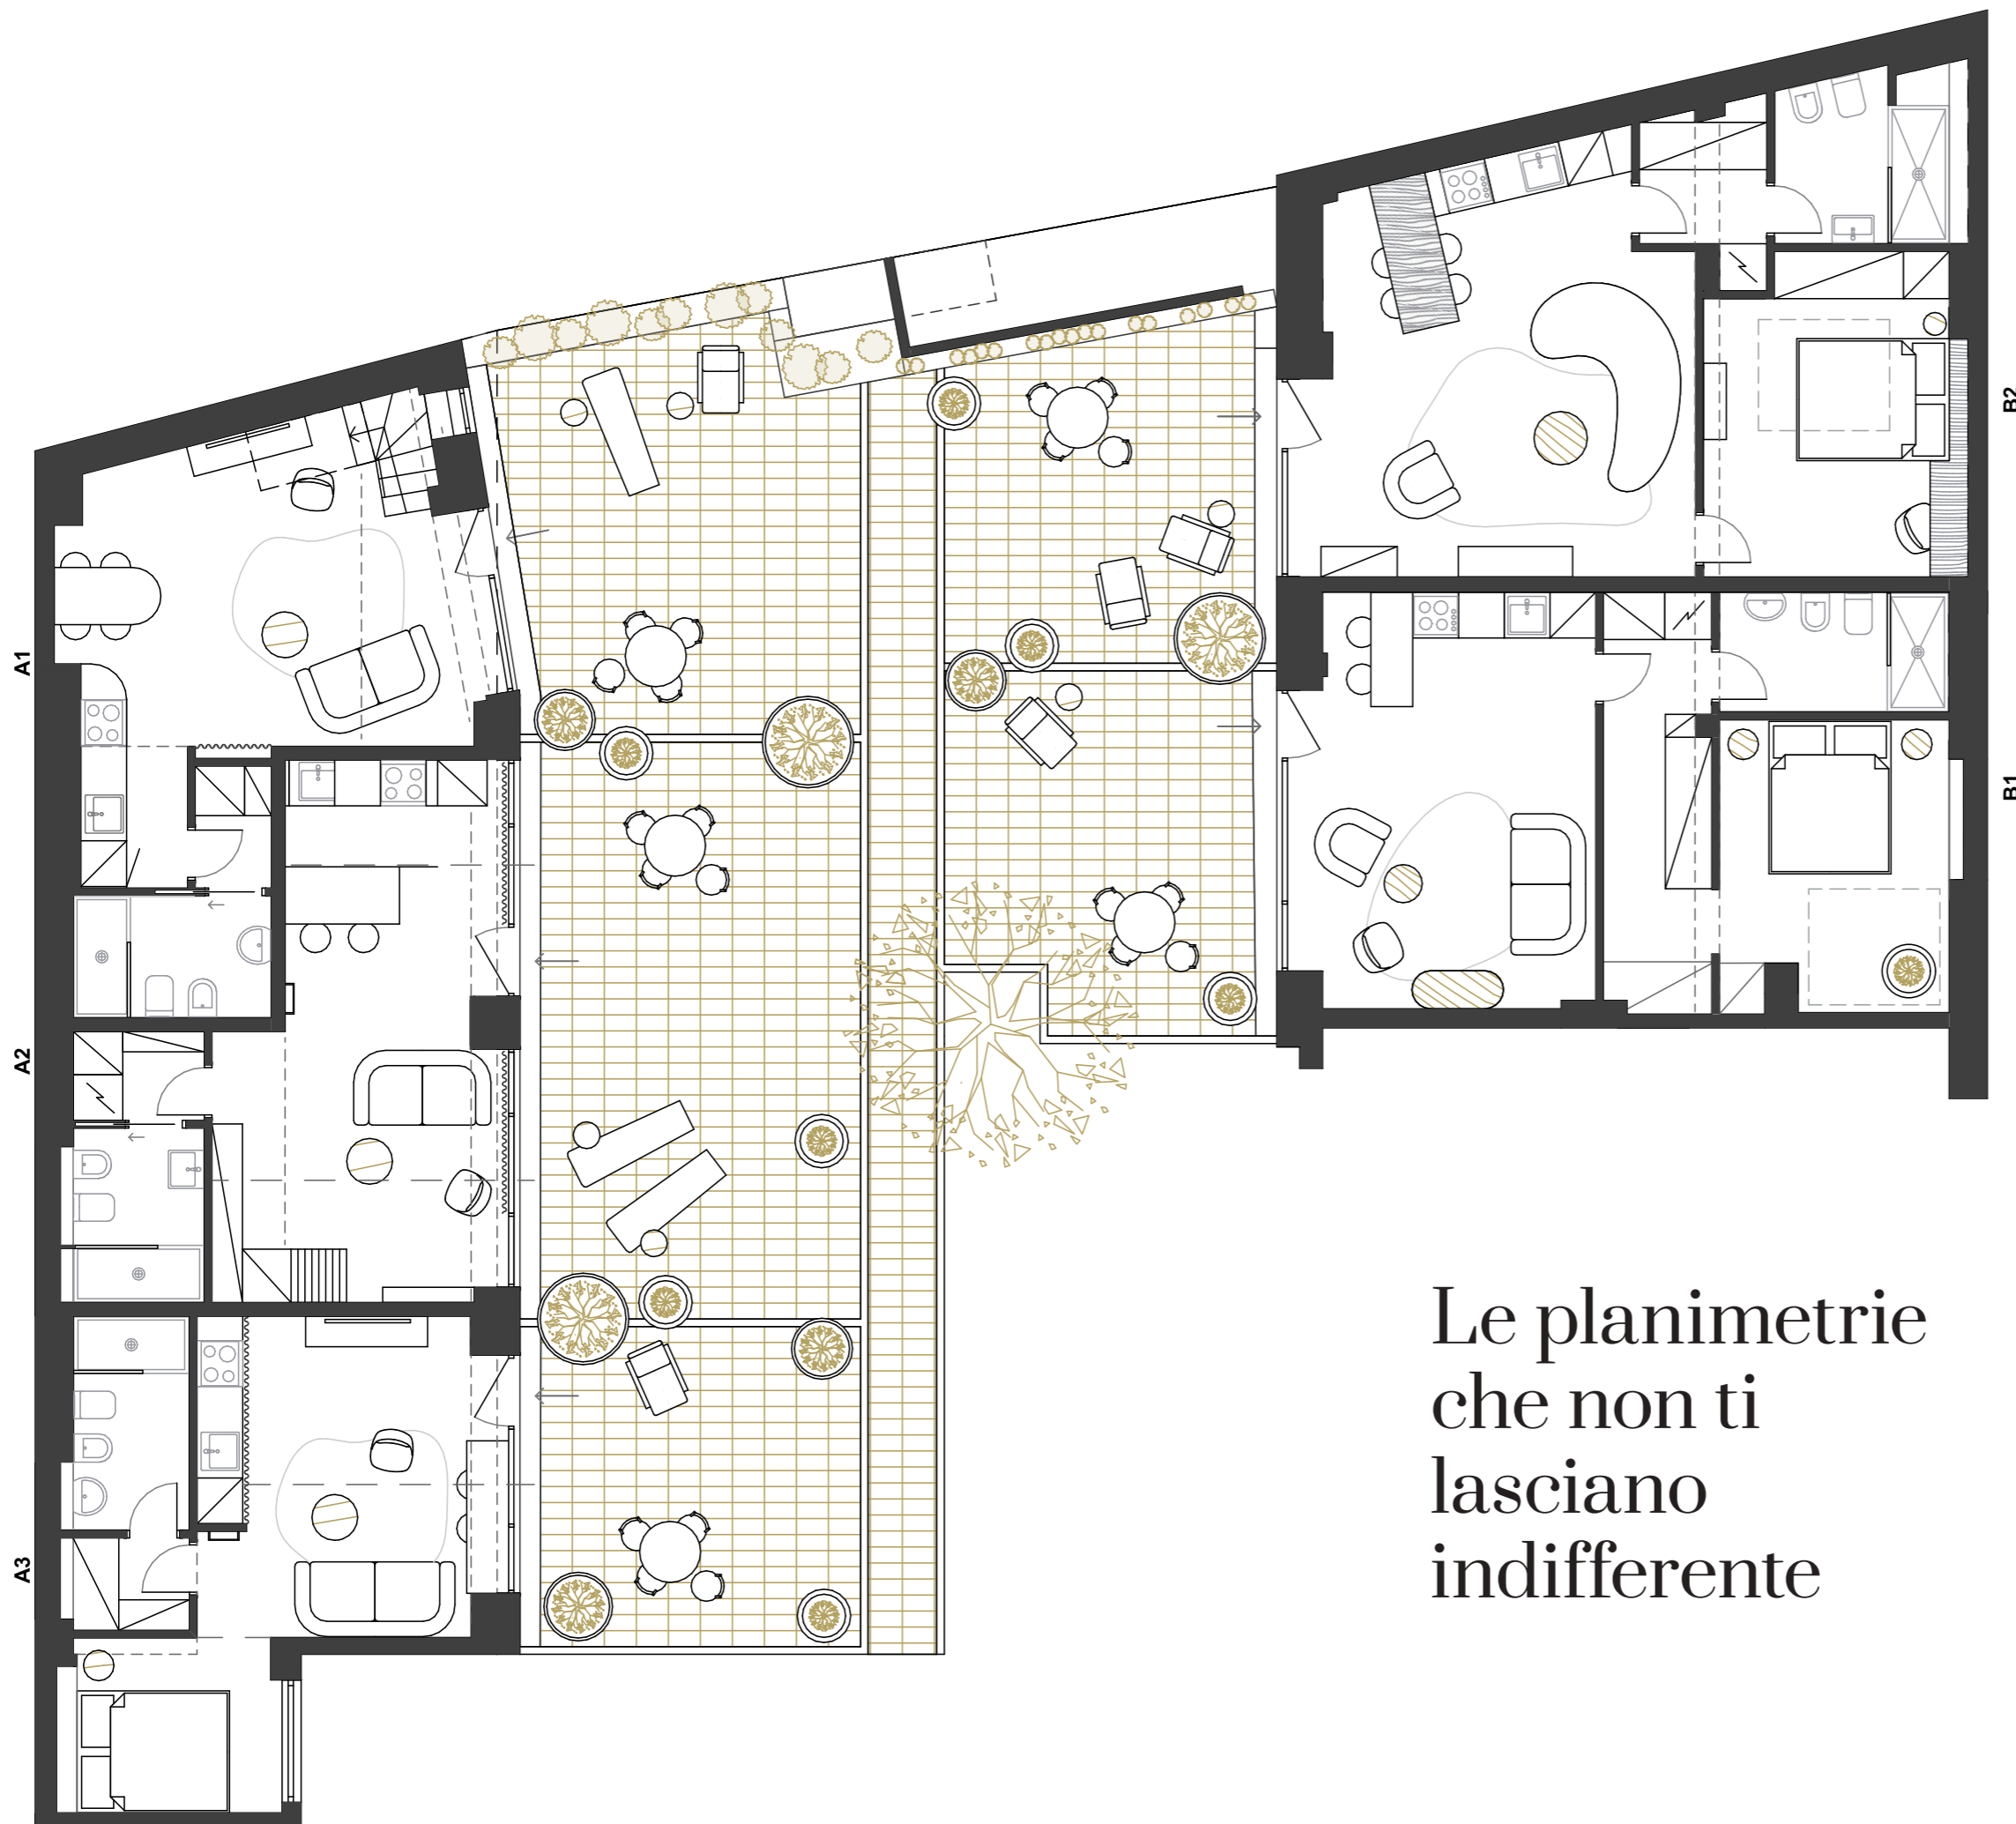 B2
A1
B1
A2
A3
Le planimetrie
che non ti
lasciano
indifferente